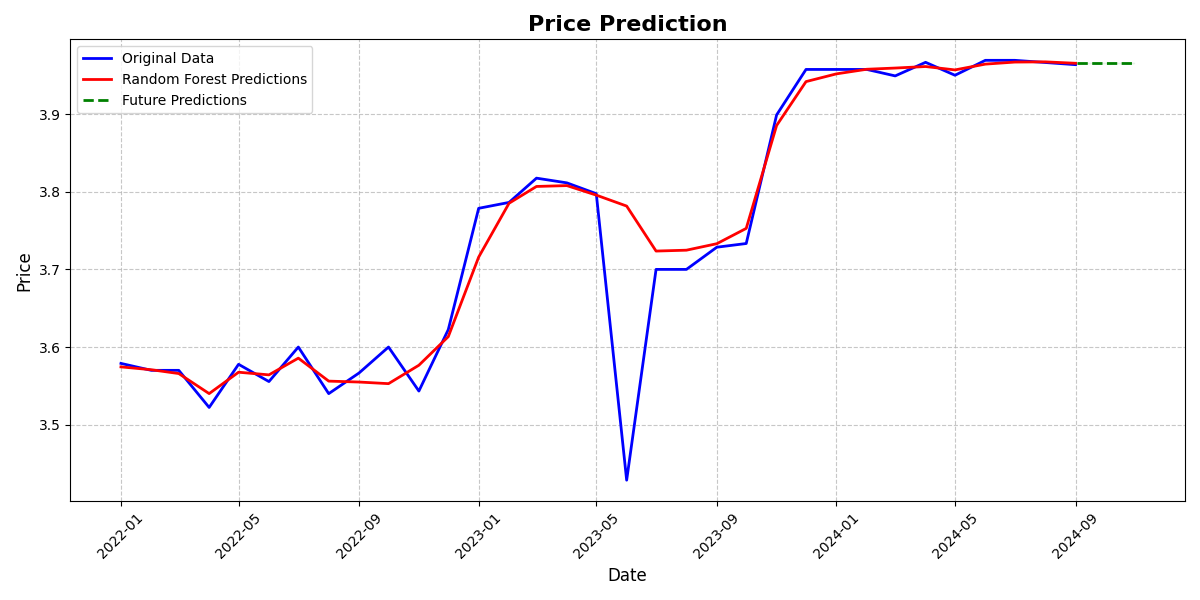 Price Prediction
Original Data
Random Forest Predictions
Future Predictions
Price
3.9
3.8
3.7
3.6
3.5
2022-01
2022-05
2022-09
2023-01
2023-05
2023-09
2024-01
2024-05
2024-09
Date